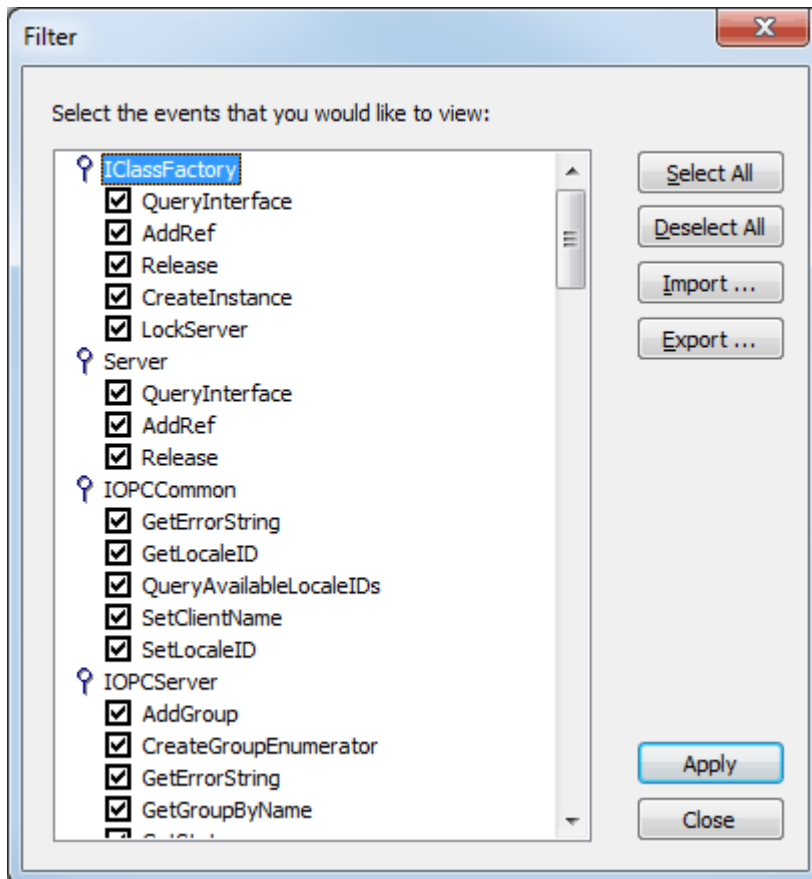 Filter
Select the events that you would like to view:
IClassFactory
QueryInterface
AddRef
Release
CreateInstance
LockServer
Server
QueryInterface
AddRef
Release
IOPCCommon
GetErrorString
GetLocaleID
QueryAvailableLocaleIDs
SetClientName
SetLocaleID
IOPCServer
AddGroup
CreateGroupEnumerator
GetErrorString
GetGroupByName
Select All
Deselect All
Import ...
Export ...
Apply
Close